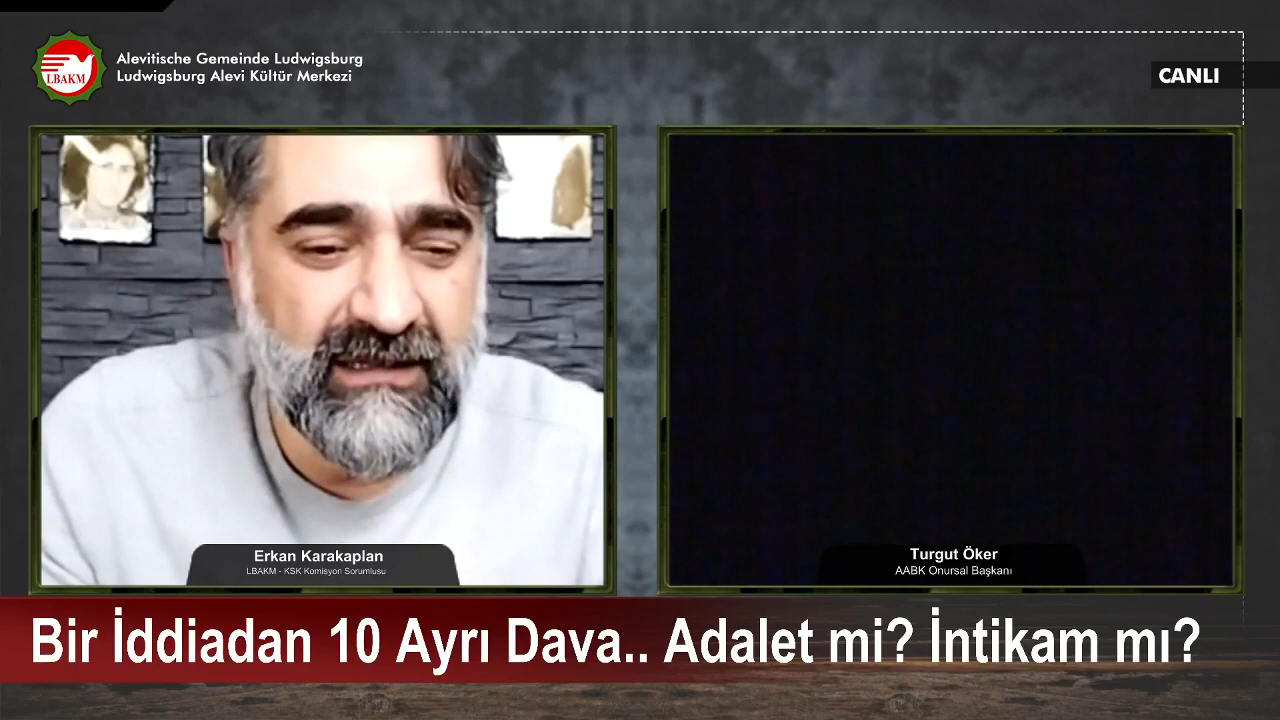 LBAKM
Alevitische Gemeinde Ludwigsburg
Ludwigsburg Alevi Kültür Merkezi
CANLI
Erkan Karakaplan
LBAKM - KSK Komisyon Sorumlusu
Turgut Öker
AABK Onursal Başkanı
Bir İddiadan 10 Ayrı Dava.. Adalet mi? İntikam mı?